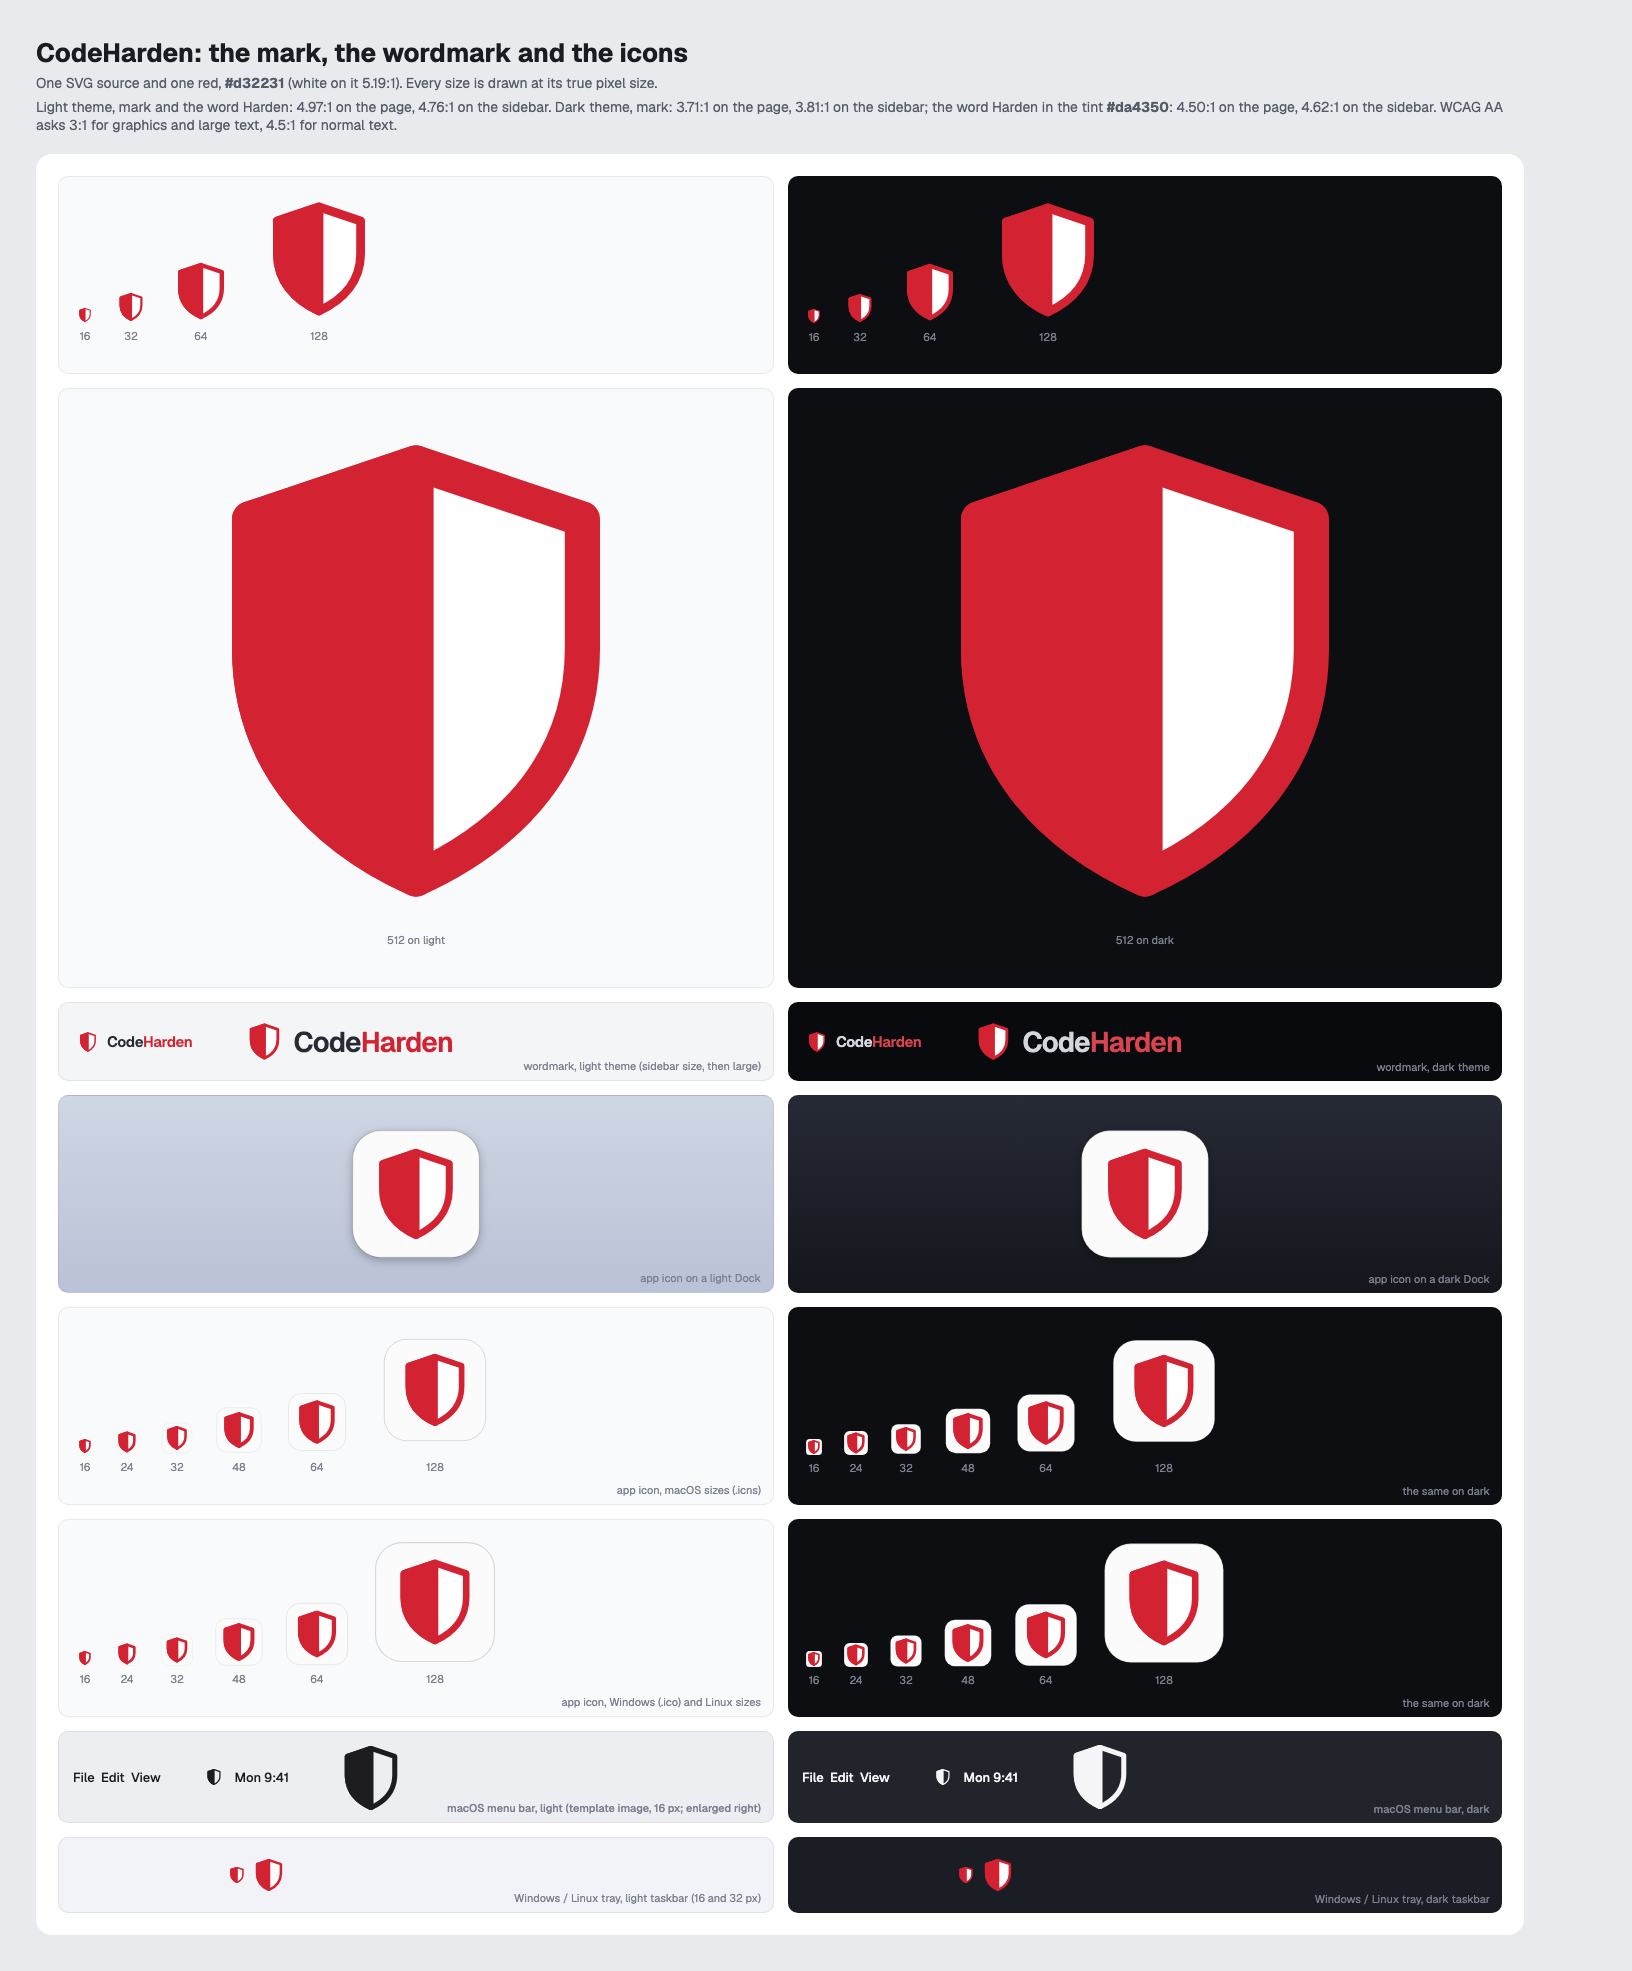 CodeHarden: the mark, the wordmark and the icons
One SVG source and one red, #d32231 (white on it 5.19:1). Every size is drawn at its true pixel size.
Light theme, mark and the word Harden: 4.97:1 on the page, 4.76:1 on the sidebar. Dark theme, mark: 3.71:1 on the page, 3.81:1 on the sidebar; the word Harden in the tint #da4350: 4.50:1 on the page, 4.62:1 on the sidebar. WCAG AA
asks 3:1 for graphics and large text, 4.5:1 for normal text.
16 32 64 128
16 32 64 128
512 on light
512 on dark
CodeHarden CodeHarden
wordmark, light theme (sidebar size, then large)
CodeHarden CodeHarden
wordmark, dark theme
app icon on a light Dock
app icon on a dark Dock
16 24 32 48 64 128
app icon, macOS sizes (.icns)
16 24 32 48 64 128
the same on dark
16 24 32 48 64 128
app icon, Windows (.ico) and Linux sizes
16 24 32 48 64 128
the same on dark
File Edit View Mon 9:41
macOS menu bar, light (template image, 16 px; enlarged right)
File Edit View Mon 9:41
macOS menu bar, dark
Windows / Linux tray, light taskbar (16 and 32 px)
Windows / Linux tray, dark taskbar